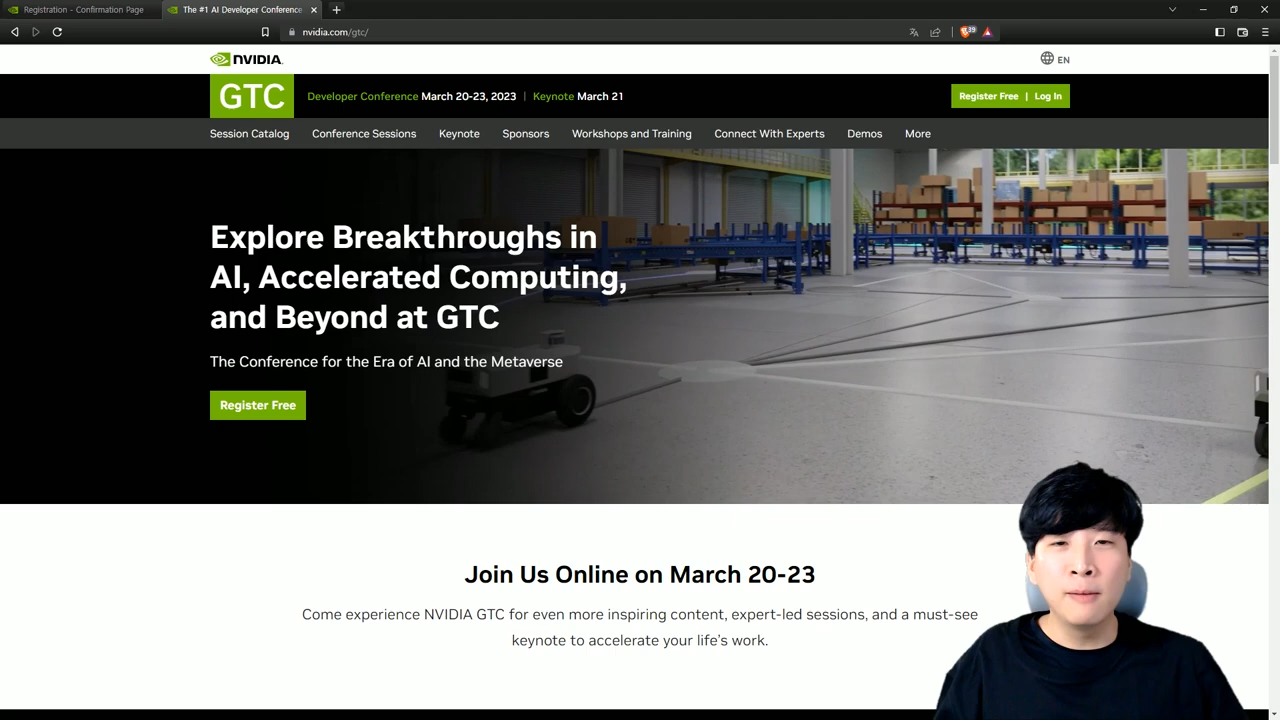 Registration - Confirmation Page
The #1 AI Developer Conference
nvidia.com/gtc/
39
NVIDIA.
EN
GTC
Developer Conference March 20-23, 2023 | Keynote March 21
Register Free | Log In
Session Catalog Conference Sessions Keynote Sponsors Workshops and Training Connect With Experts Demos More
Explore Breakthroughs in
AI, Accelerated Computing,
and Beyond at GTC
The Conference for the Era of AI and the Metaverse
Register Free
Join Us Online on March 20-23
Come experience NVIDIA GTC for even more inspiring content, expert-led sessions, and a must-see
keynote to accelerate your life's work.